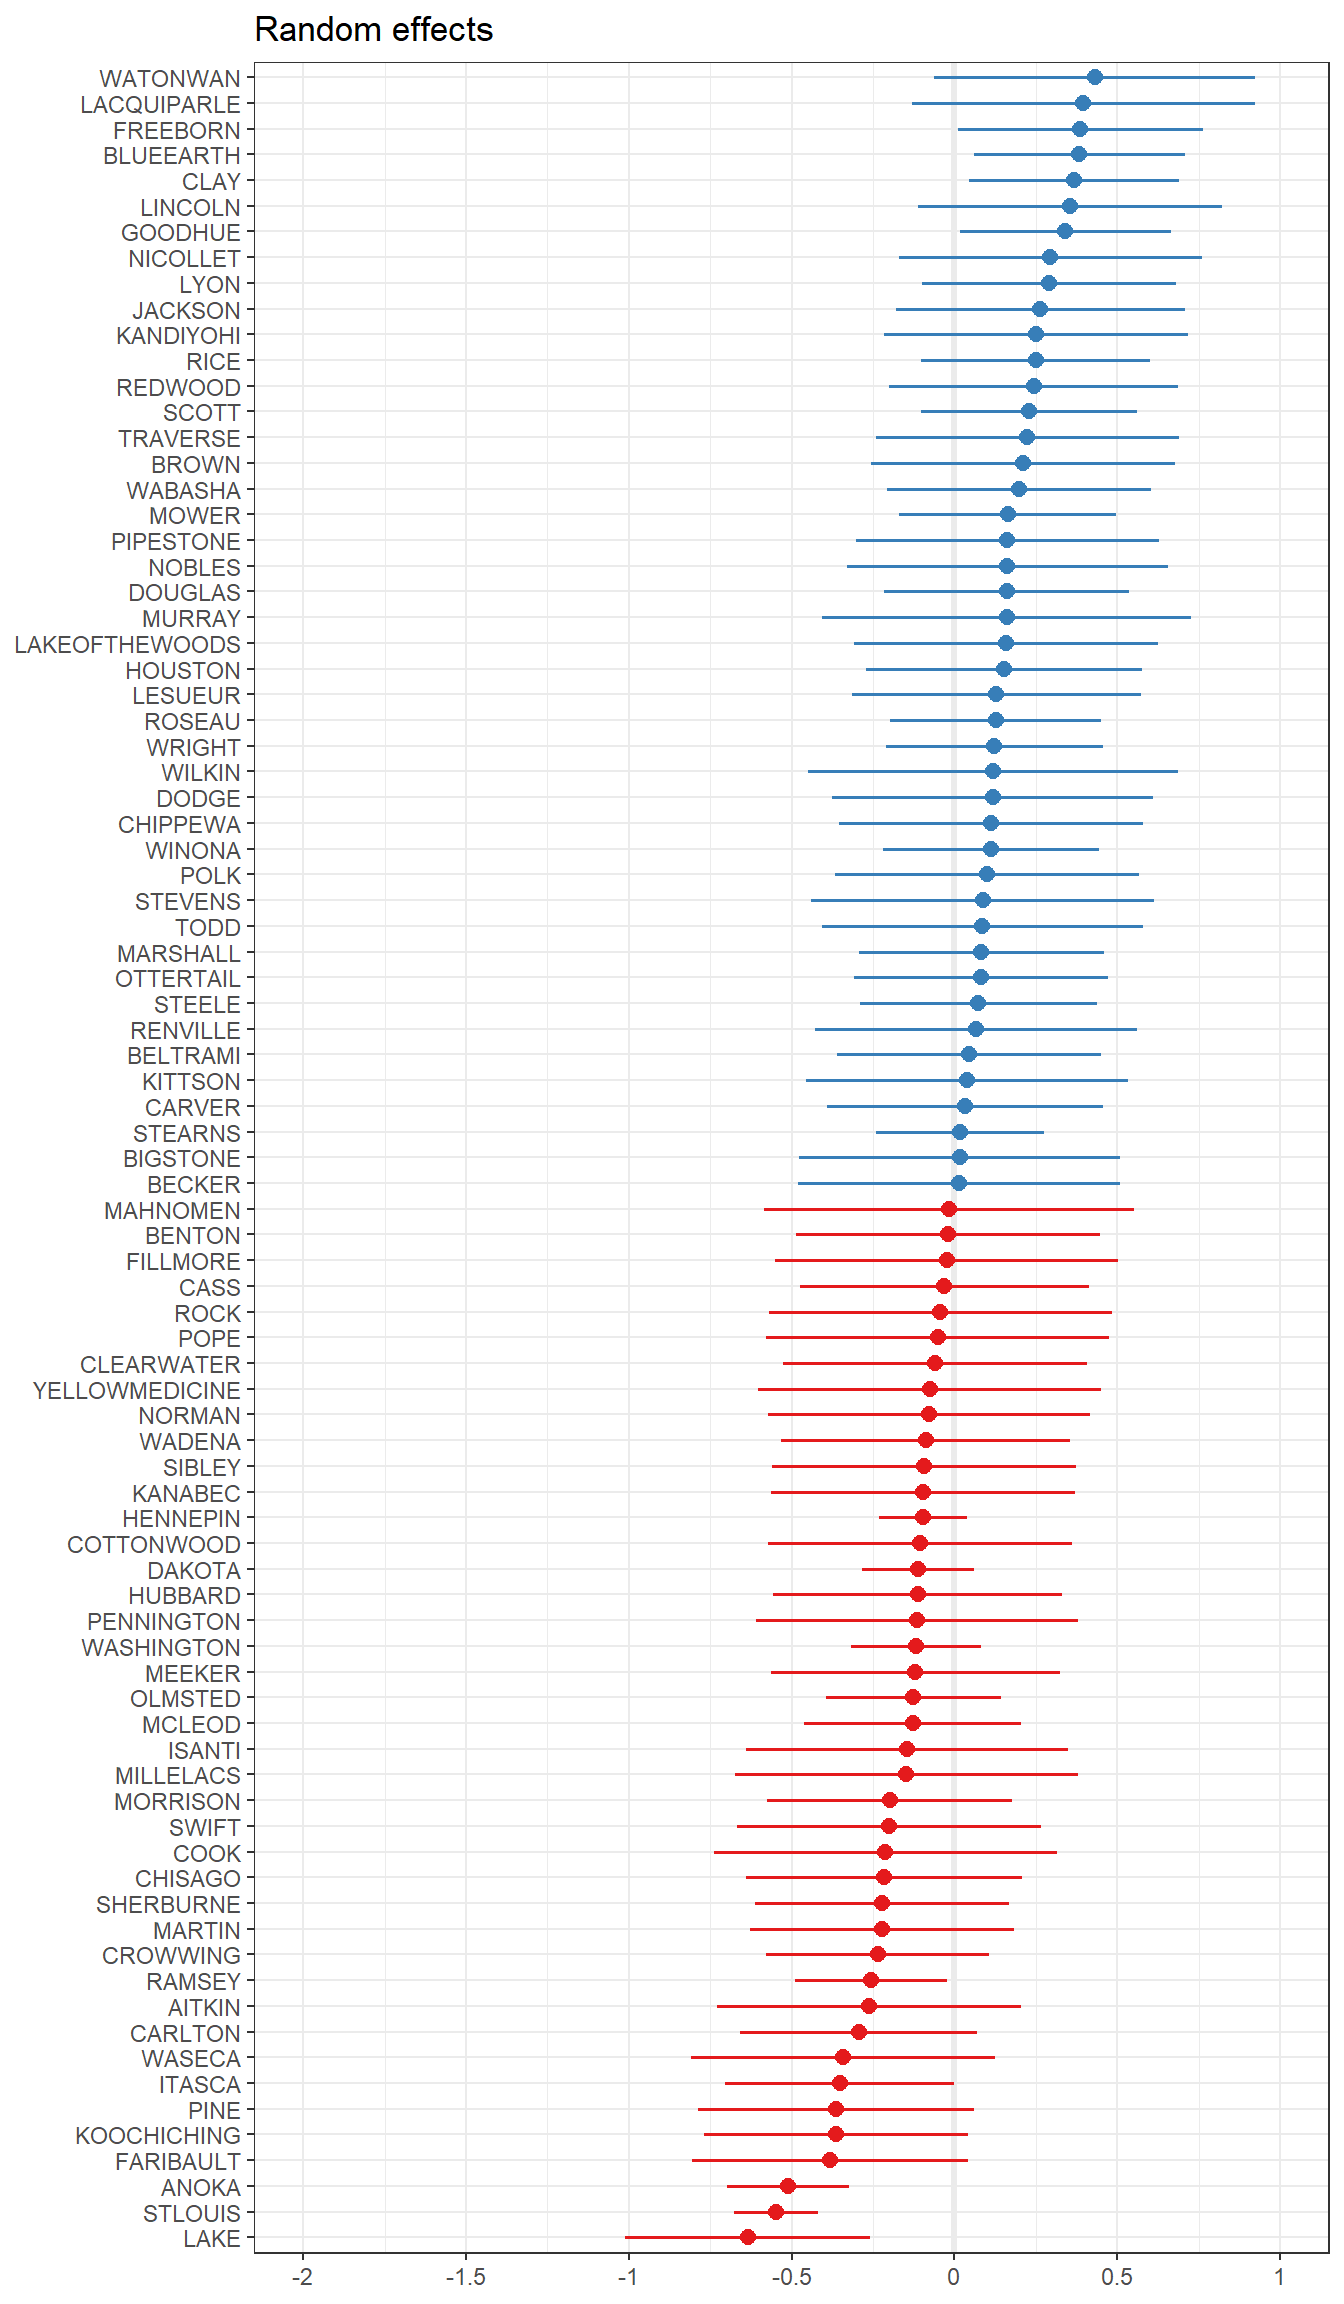 Random effects
WATONWAN
LACQUIPARLE
FREEBORN
BLUEEARTH
CLAY
LINCOLN
GOODHUE
NICOLLET
LYON
JACKSON
KANDIYOHI
RICE
REDWOOD
SCOTT
TRAVERSE
BROWN
WABASHA
MOWER
PIPESTONE
NOBLES
DOUGLAS
MURRAY
LAKEOFTHEWOODS
HOUSTON
LESUEUR
ROSEAU
WRIGHT
WILKIN
DODGE
CHIPPEWA
WINONA
POLK
STEVENS
TODD
MARSHALL
OTTERTAIL
STEELE
RENVILLE
BELTRAMI
KITTSON
CARVER
STEARNS
BIGSTONE
BECKER
MAHNOMEN
BENTON
FILLMORE
CASS
ROCK
POPE
CLEARWATER
YELLOWMEDICINE
NORMAN
WADENA
SIBLEY
KANABEC
HENNEPIN
COTTONWOOD
DAKOTA
HUBBARD
PENNINGTON
WASHINGTON
MEEKER
OLMSTED
MCLEOD
ISANTI
MILLELACS
MORRISON
SWIFT
COOK
CHISAGO
SHERBURNE
MARTIN
CROWWING
RAMSEY
AITKIN
CARLTON
WASECA
ITASCA
PINE
KOOCHICHING
FARIBAULT
ANOKA
STLOUIS
LAKE
-2 -1.5 -1 -0.5 0 0.5 1